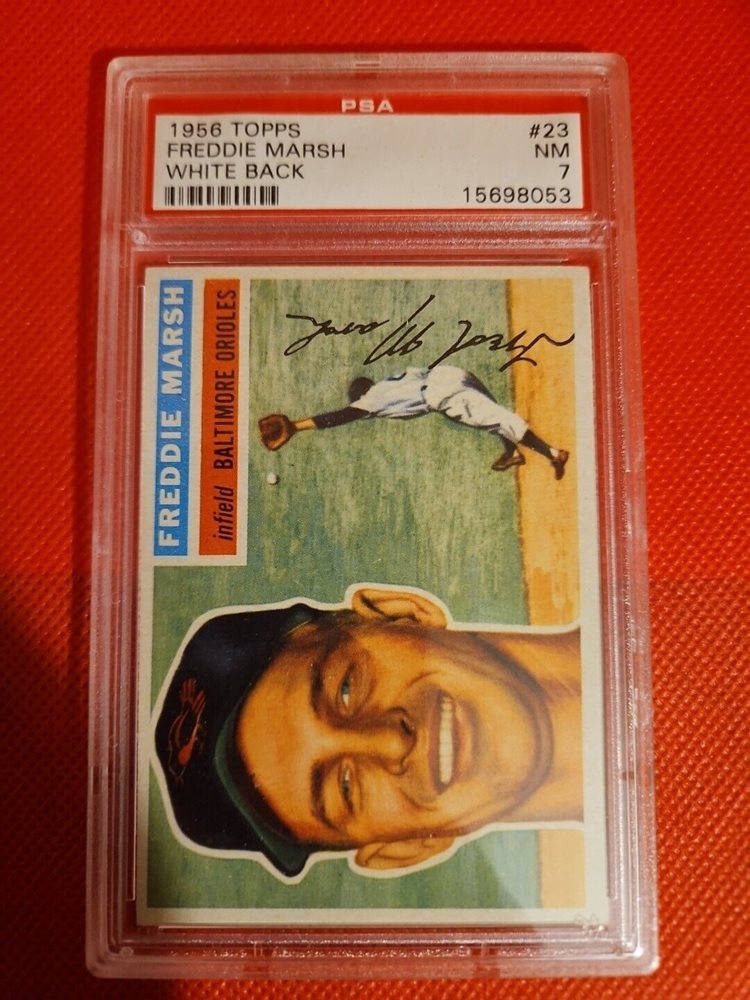 PSA
1956 TOPPS #23
FREDDIE MARSH NM
WHITE BACK 7
15698053
FREDDIE MARSH
infield BALTIMORE ORIOLES